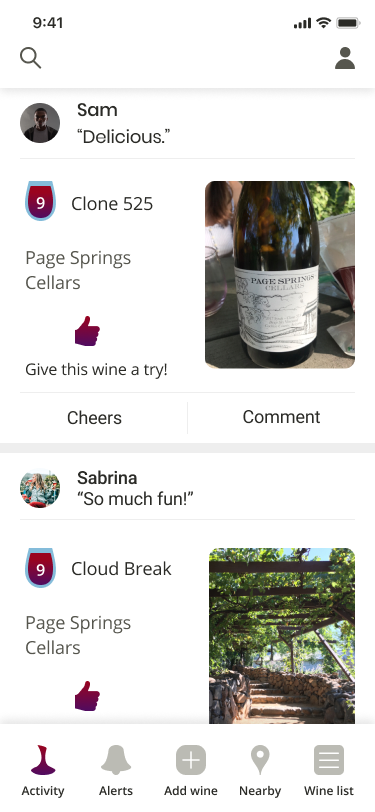 9:41
Sam
“Delicious.”
9
Clone 525
Page Springs
Cellars
PAGE SPRINGS
CELLARS
Give this wine a try!
Cheers
Comment
Sabrina
“So much fun!”
9
Cloud Break
Page Springs
Cellars
Activity
Alerts
Add wine
Nearby
Wine list